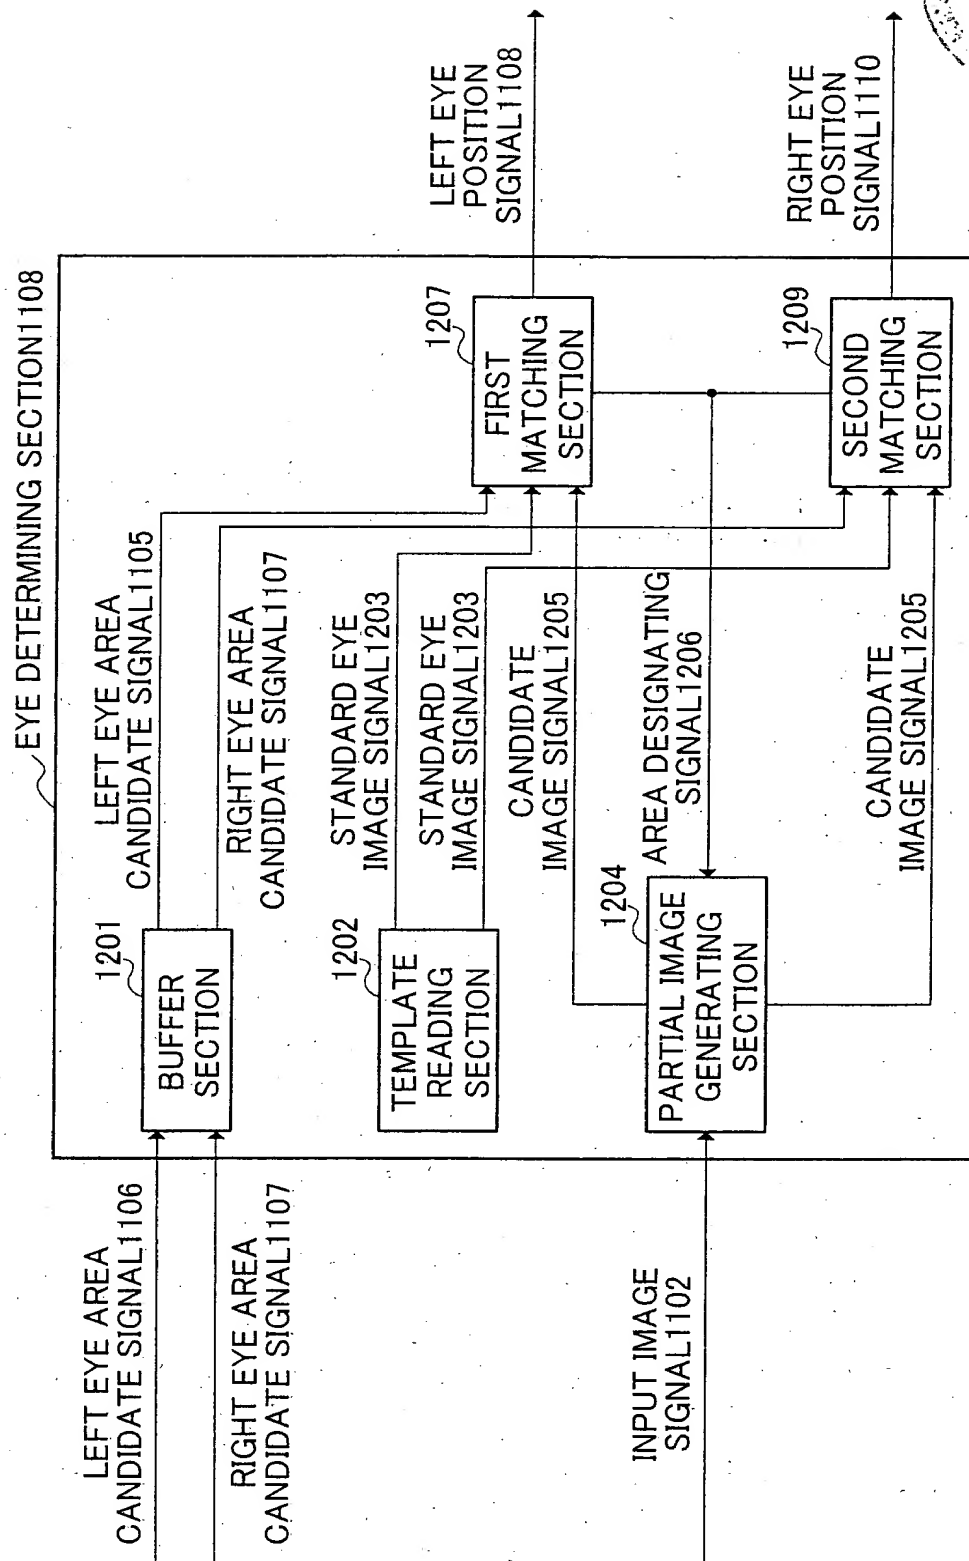 EYE DETERMINING SECTION1108
LEFT EYE AREA
CANDIDATE SIGNAL1106
RIGHT EYE AREA
CANDIDATE SIGNAL1107
INPUT IMAGE
SIGNAL1102
1201
BUFFER
SECTION
1202
TEMPLATE
READING
SECTION
1204
PARTIAL IMAGE
GENERATING
SECTION
LEFT EYE AREA
CANDIDATE SIGNAL1105
RIGHT EYE AREA
CANDIDATE SIGNAL1107
STANDARD EYE
IMAGE SIGNAL1203
STANDARD EYE
IMAGE SIGNAL1203
CANDIDATE
IMAGE SIGNAL1205
AREA DESIGNATING
SIGNAL1206
CANDIDATE
IMAGE SIGNAL1205
1207
FIRST
MATCHING
SECTION
1209
SECOND
MATCHING
SECTION
LEFT EYE
POSITION
SIGNAL1108
RIGHT EYE
POSITION
SIGNAL1110